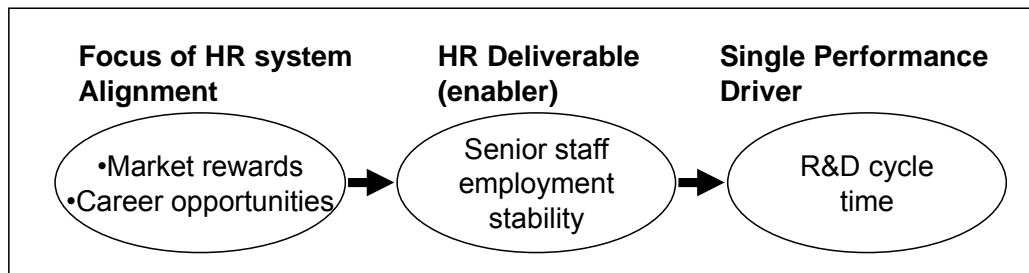 Focus of HR system
Alignment
HR Deliverable
(enabler)
Single Performance
Driver
•Market rewards
•Career opportunities
Senior staff
employment
stability
R&D cycle
time